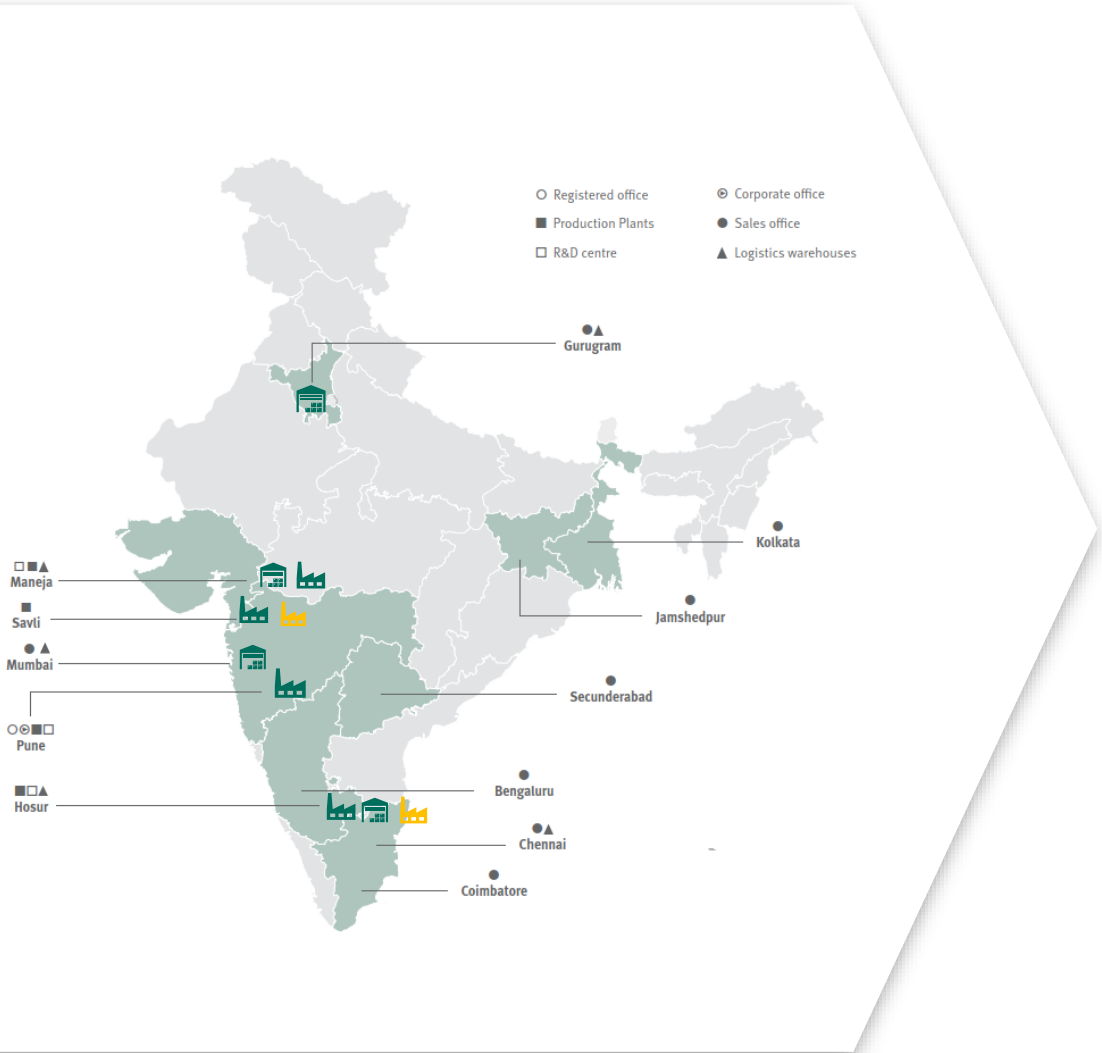 Registered office
Corporate office
Production Plants
Sales office
R&D centre
Logistics warehouses
Gurugram
Kolkata
Maneja
Savli
Jamshedpur
Mumbai
Secunderabad
Pune
Bengaluru
Hosur
Chennai
Coimbatore